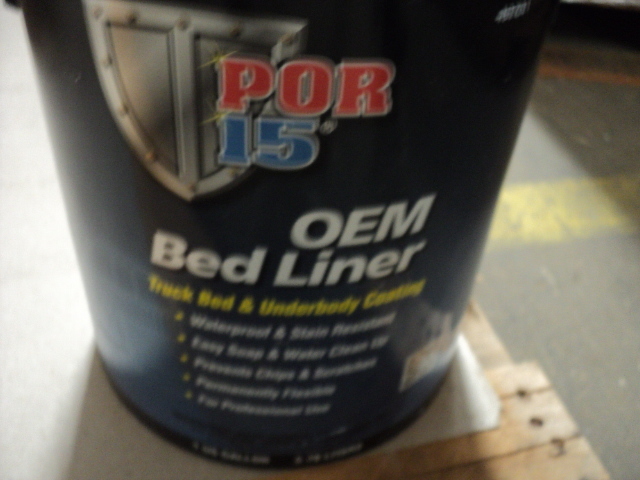 POR
15®
OEM
Bed Liner
Truck Bed & Underbody Coating
Waterproof & Stain Resistant
Easy Soap & Water Clean Up
Prevents Chips & Scratches
Permanently Flexible
For Professional Use